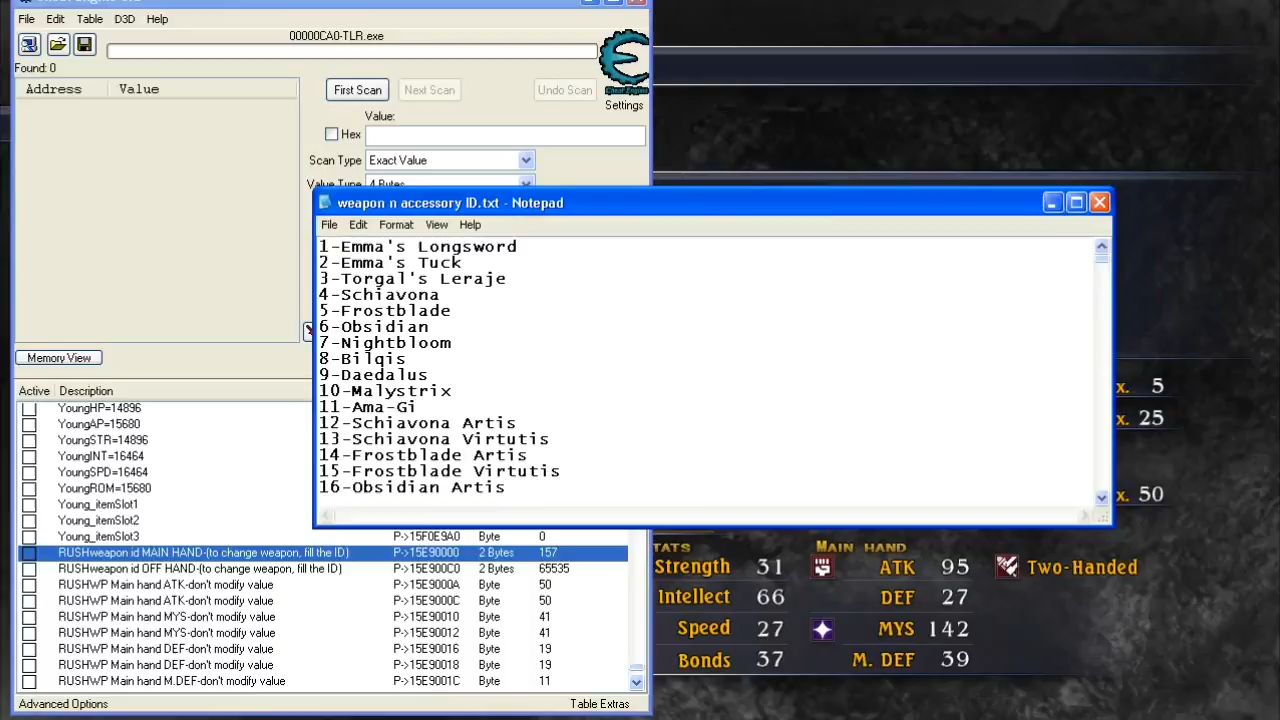 File Edit Table D3D Help
00000CA0-TLR.exe
Found: 0
Address Value
First Scan Next Scan Undo Scan
Settings
Value:
Hex
Scan Type Exact Value
Value Type 4 Bytes
weapon n accessory ID.txt - Notepad
File Edit Format View Help
1-Emma's Longsword
2-Emma's Tuck
3-Torgal's Leraje
4-Schiavona
5-Frostblade
6-Obsidian
7-Nightbloom
8-Bilqis
9-Daedalus
10-Malystrix
11-Ama-Gi
12-Schiavona Artis
13-Schiavona Virtutis
14-Frostblade Artis
15-Frostblade Virtutis
16-Obsidian Artis
Memory View
Active Description
YoungHP=14896
YoungAP=15680
YoungSTR=14896
YoungINT=16464
YoungSPD=16464
YoungROM=15680
Young_itemSlot1
Young_itemSlot2
Young_itemSlot3 P->15F0E9A0 Byte 0
RUSHweapon id MAIN HAND-(to change weapon, fill the ID) P->15E90000 2 Bytes 157
RUSHweapon id OFF HAND-(to change weapon, fill the ID) P->15E900C0 2 Bytes 65535
RUSHWP Main hand ATK-don't modify value P->15E9000A Byte 50
RUSHWP Main hand ATK-don't modify value P->15E9000C Byte 50
RUSHWP Main hand MYS-don't modify value P->15E90010 Byte 41
RUSHWP Main hand MYS-don't modify value P->15E90012 Byte 41
RUSHWP Main hand DEF-don't modify value P->15E90016 Byte 19
RUSHWP Main hand DEF-don't modify value P->15E90018 Byte 19
RUSHWP Main hand M.DEF-don't modify value P->15E9001C Byte 11
Advanced Options Table Extras
x. 5
x. 25
x. 50
TATS MAIN HAND
Strength 31 ATK 95 Two-Handed
Intellect 66 DEF 27
Speed 27 MYS 142
Bonds 37 M. DEF 39